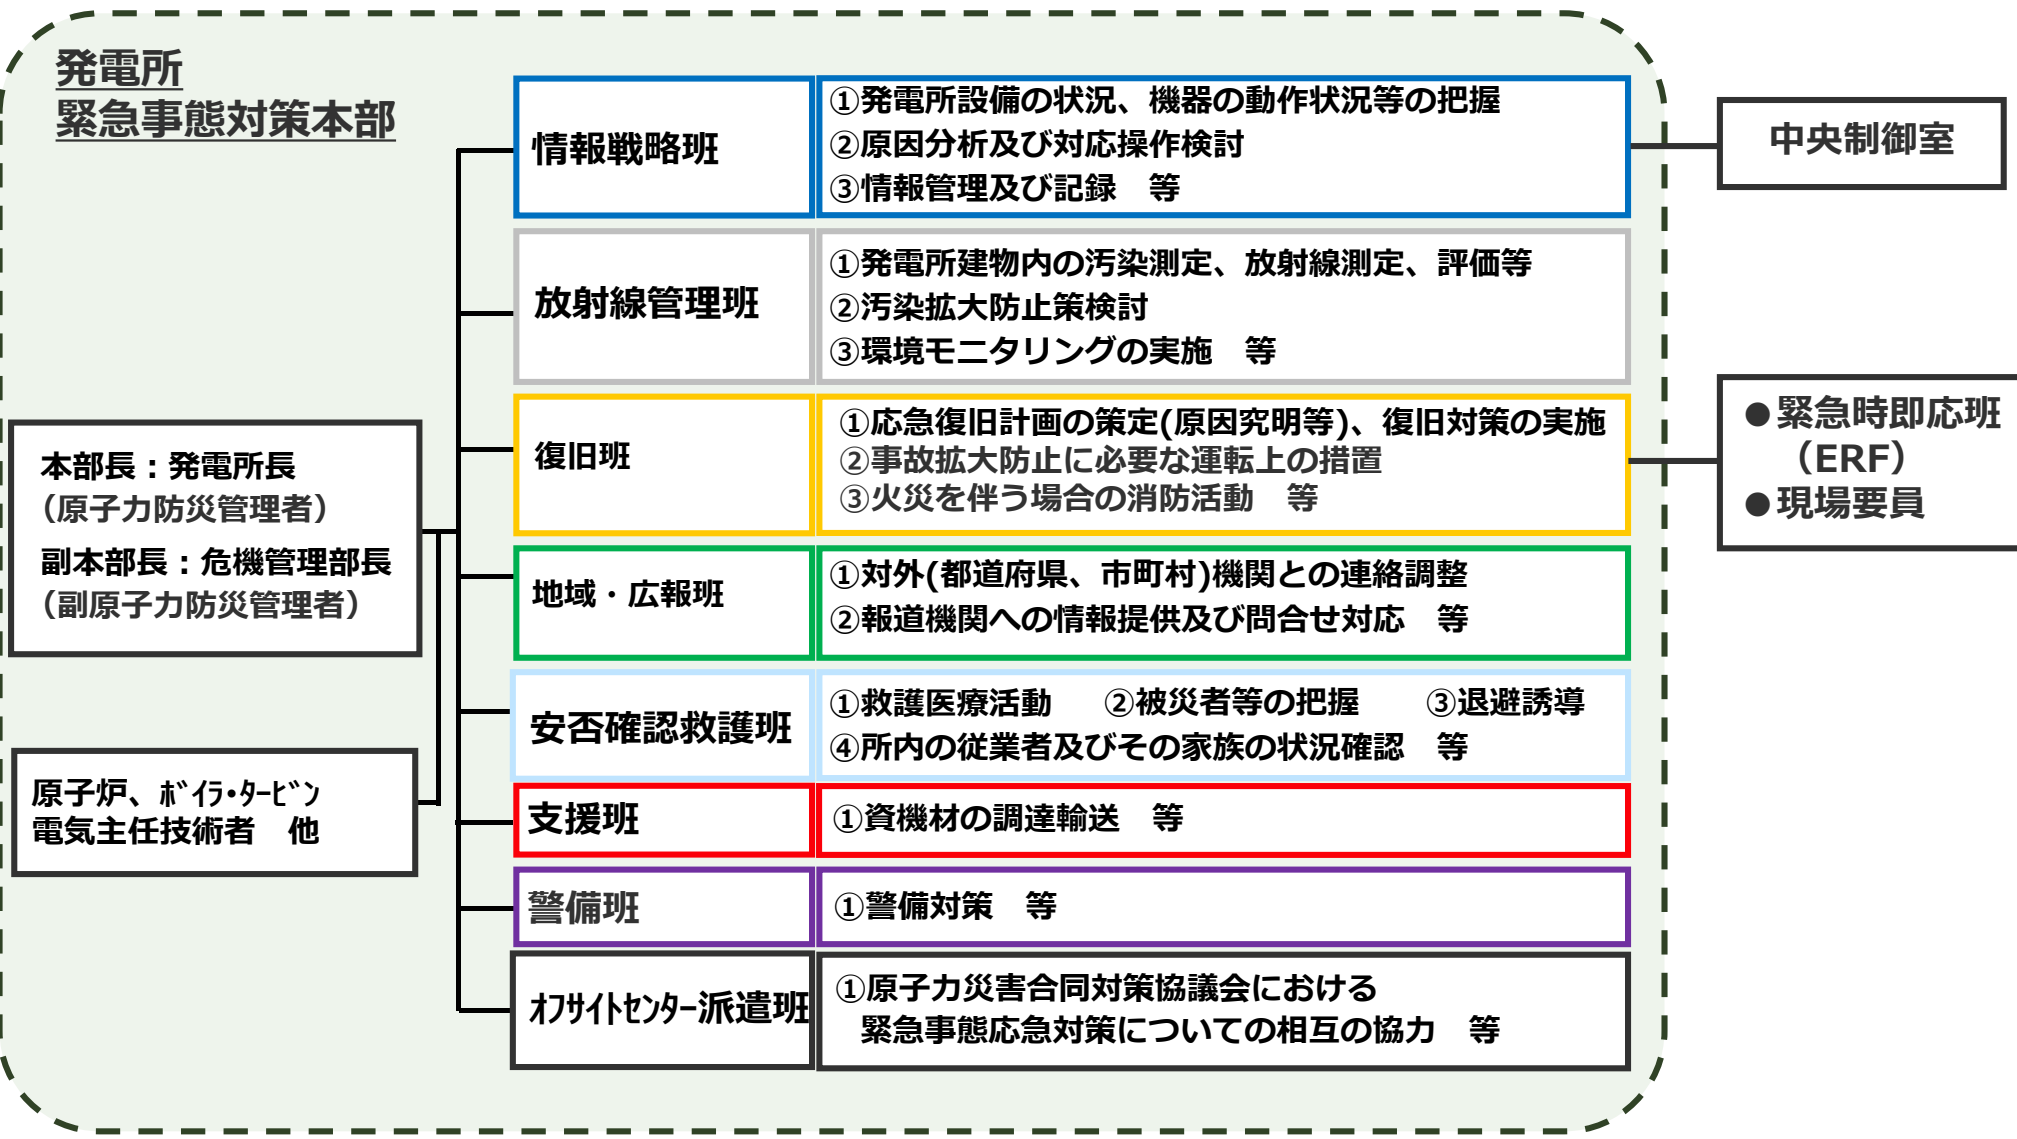 発電所
緊急事態対策本部
本部長：発電所長
（原子力防災管理者）
副本部長：危機管理部長
（副原子力防災管理者）
原子炉、ﾎﾞｲﾗ・ﾀｰﾋﾞﾝ
電気主任技術者　他
情報戦略班
①発電所設備の状況、機器の動作状況等の把握
②原因分析及び対応操作検討
③情報管理及び記録　等
放射線管理班
①発電所建物内の汚染測定、放射線測定、評価等
②汚染拡大防止策検討
③環境モニタリングの実施　等
復旧班
①応急復旧計画の策定(原因究明等)、復旧対策の実施
②事故拡大防止に必要な運転上の措置
③火災を伴う場合の消防活動　等
地域・広報班
①対外(都道府県、市町村)機関との連絡調整
②報道機関への情報提供及び問合せ対応　等
安否確認救護班
①救護医療活動　②被災者等の把握　③退避誘導
④所内の従業者及びその家族の状況確認　等
支援班
①資機材の調達輸送　等
警備班
①警備対策　等
ｵﾌｻｲﾄｾﾝﾀｰ派遣班
①原子力災害合同対策協議会における
緊急事態応急対策についての相互の協力　等
中央制御室
●緊急時即応班
（ERF）
●現場要員